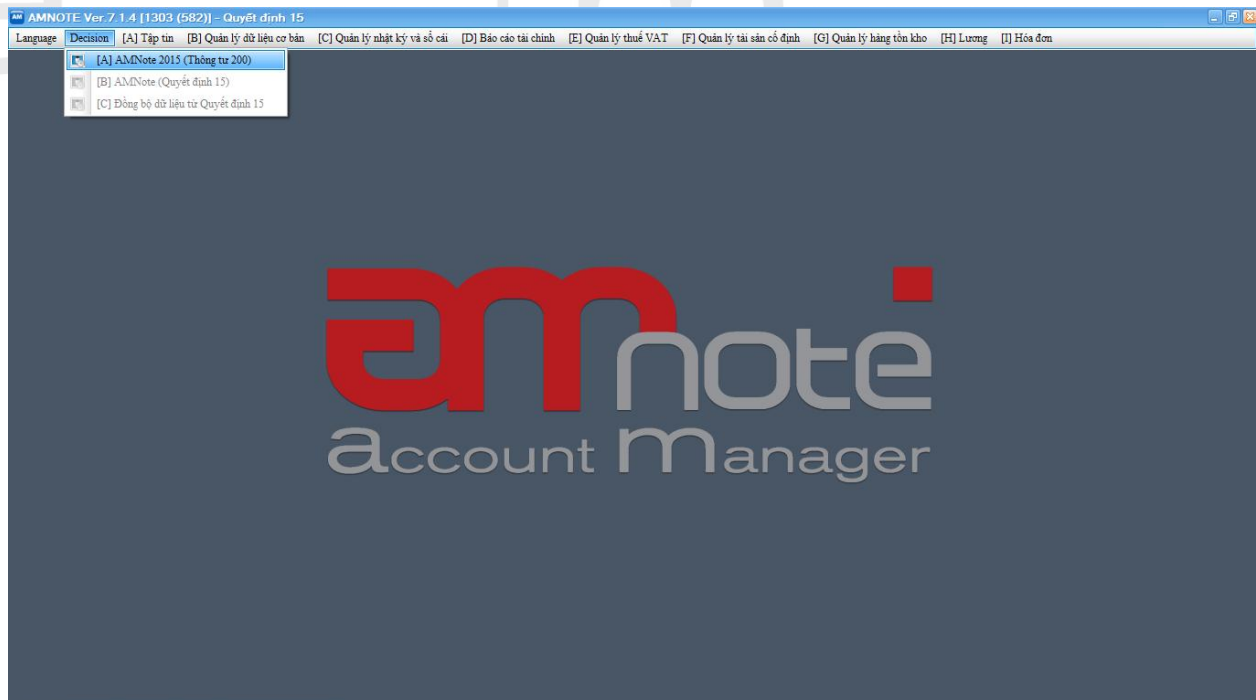 AM AMNOTE Ver.7.1.4 [1303 (582)] - Quyết định 15
Language Decision [A] Tập tin [B] Quản lý dữ liệu cơ bản [C] Quản lý nhật ký và sổ cái [D] Báo cáo tài chính [E] Quản lý thuế VAT [F] Quản lý tài sản cố định [G] Quản lý hàng tồn kho [H] Lương [I] Hóa đơn
[A] AMNote 2015 (Thông tư 200)
[B] AMNote (Quyết định 15)
[C] Đồng bộ dữ liệu từ Quyết định 15
amnote
account manager